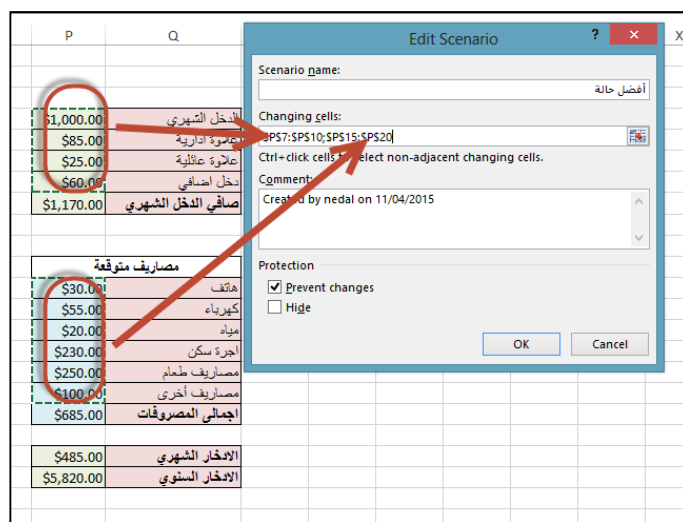 P Q X
Edit Scenario ? ×
Scenario name:
أفضل حالة
Changing cells:
$P$7:$P$10;$P$15:$P$20
Ctrl+click cells to select non-adjacent changing cells.
Comment:
Created by nedal on 11/04/2015
Protection
Prevent changes
Hide
OK Cancel
$1,000.00 الدخل الشهري
$85.00 علاوة ادارية
$25.00 علاوة عائلية
$60.00 دخل اضافي
$1,170.00 صافي الدخل الشهري
مصاريف متوقعة
$30.00 هاتف
$55.00 كهرباء
$20.00 مياه
$230.00 اجرة سكن
$250.00 مصاريف طعام
$100.00 مصاريف أخرى
$685.00 اجمالي المصروفات
$485.00 الادخار الشهري
$5,820.00 الادخار السنوي